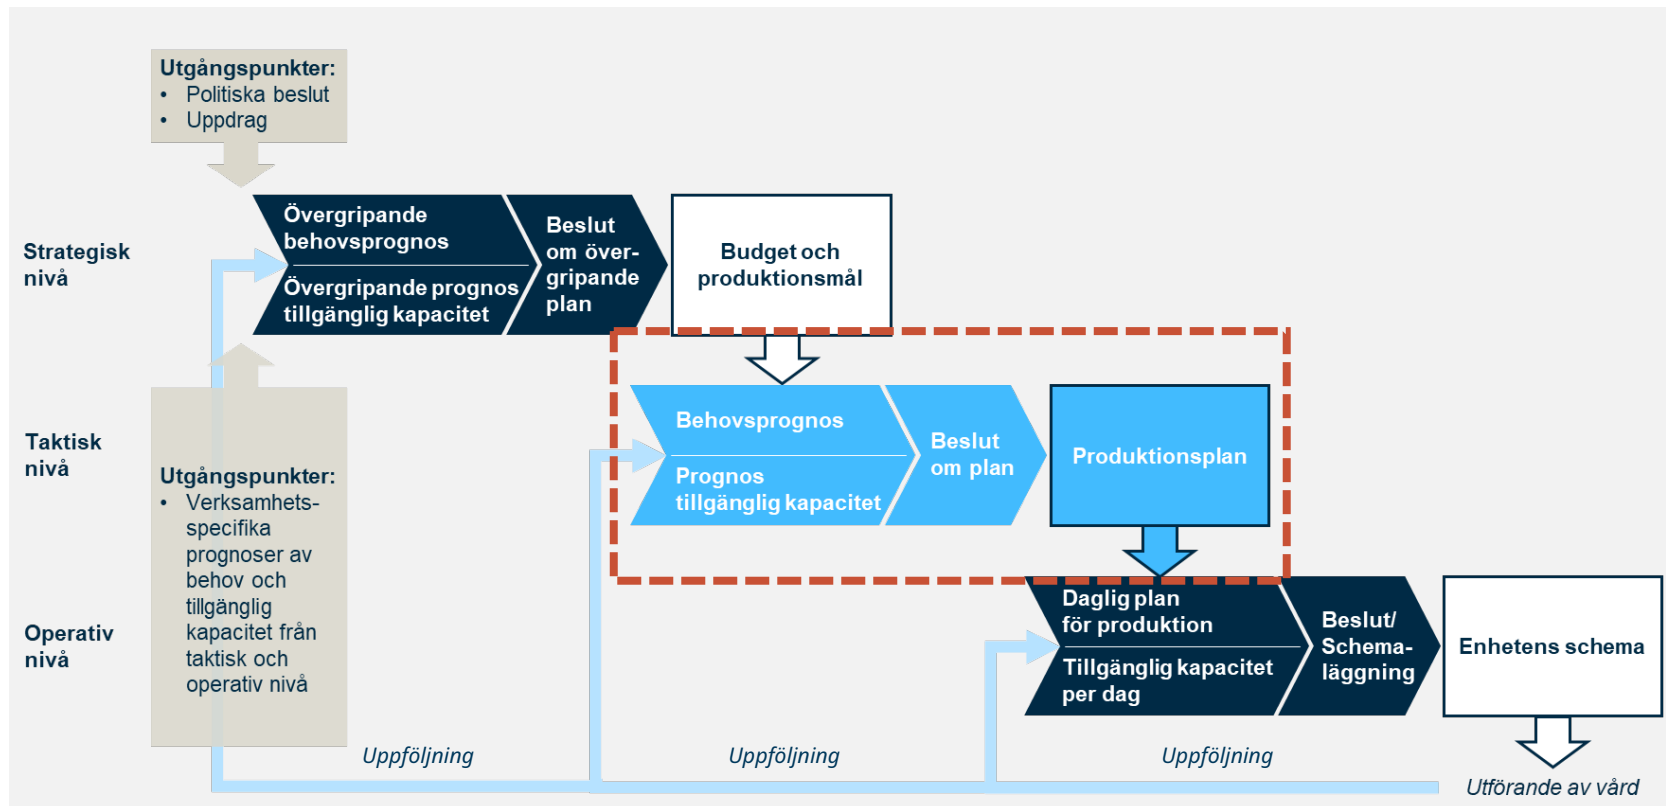 Utgångspunkter:
• Politiska beslut
• Uppdrag
Strategisk
nivå
Övergripande
behovsprognos
Övergripande prognos
tillgänglig kapacitet
Beslut
om över-
gripande
plan
Budget och
produktionsmål
Taktisk
nivå
Utgångspunkter:
• Verksamhets-
specifika
prognoser av
behov och
tillgänglig
kapacitet från
taktisk och
operativ nivå
Behovsprognos
Prognos
tillgänglig kapacitet
Beslut
om plan
Produktionsplan
Operativ
nivå
Daglig plan
för produktion
Tillgänglig kapacitet
per dag
Beslut/
Schema-
läggning
Enhetens schema
Uppföljning
Uppföljning
Uppföljning
Utförande av vård